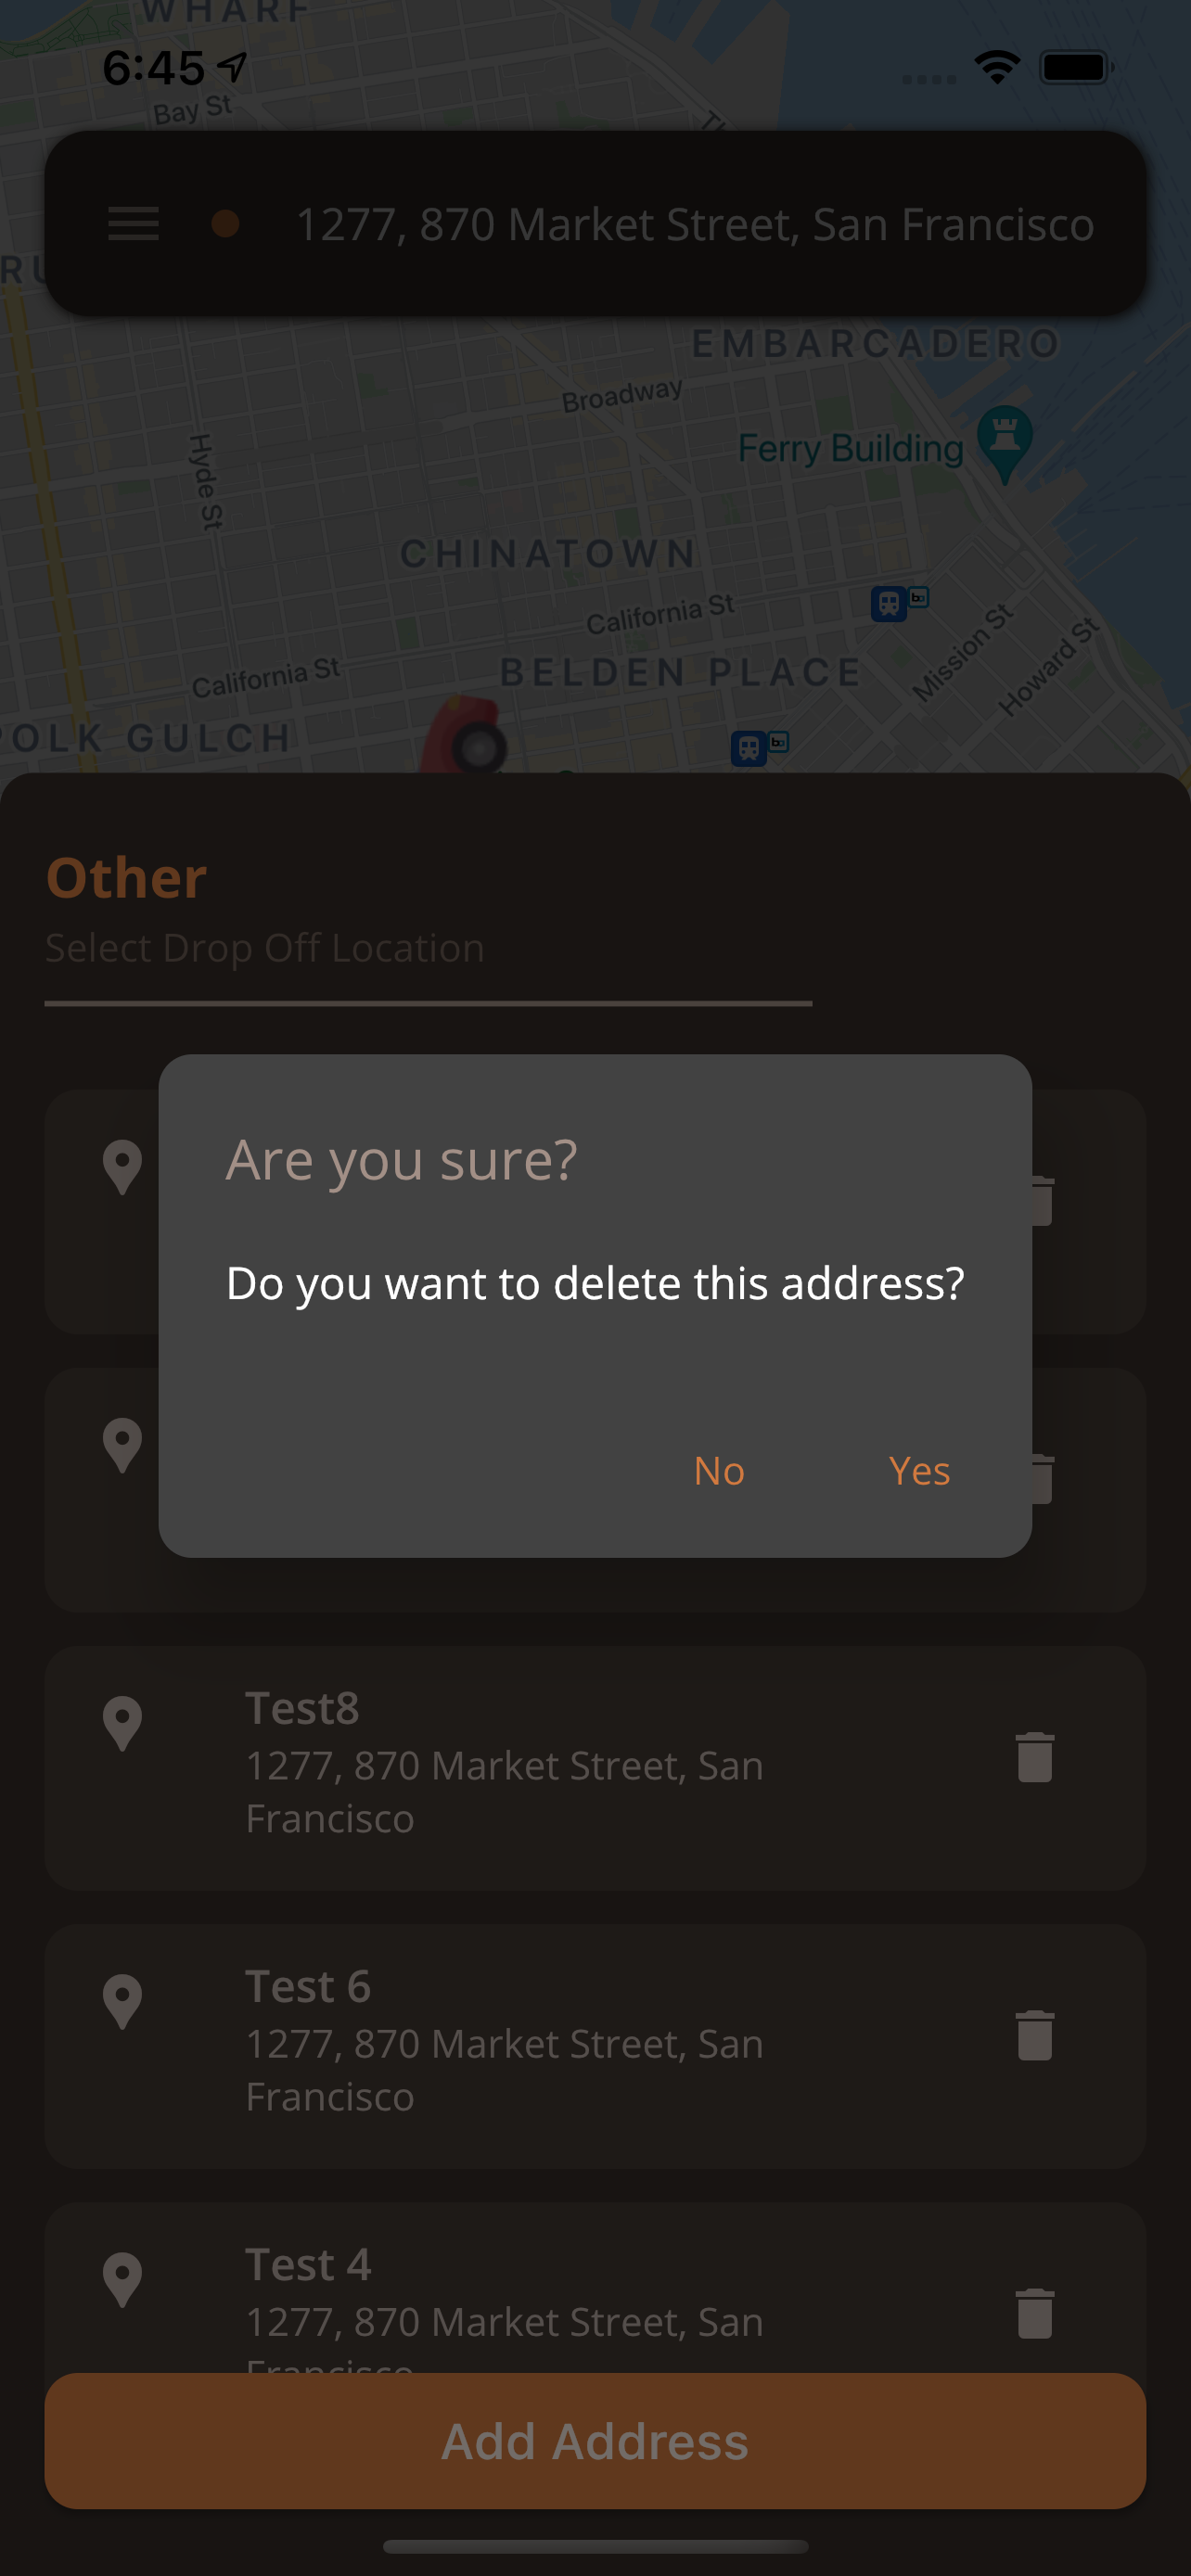 WHARF
6:45
Bay St
1277, 870 Market Street, San Francisco
EMBARCADERO
Broadway
Ferry Building
Hyde St
CHINATOWN
California St
Mission St
Howard St
BELDEN PLACE
California St
POLK GULCH
Other
Select Drop Off Location
Are you sure?
Do you want to delete this address?
No
Yes
Test8
1277, 870 Market Street, San
Francisco
Test 6
1277, 870 Market Street, San
Francisco
Test 4
1277, 870 Market Street, San
Francisco
Add Address